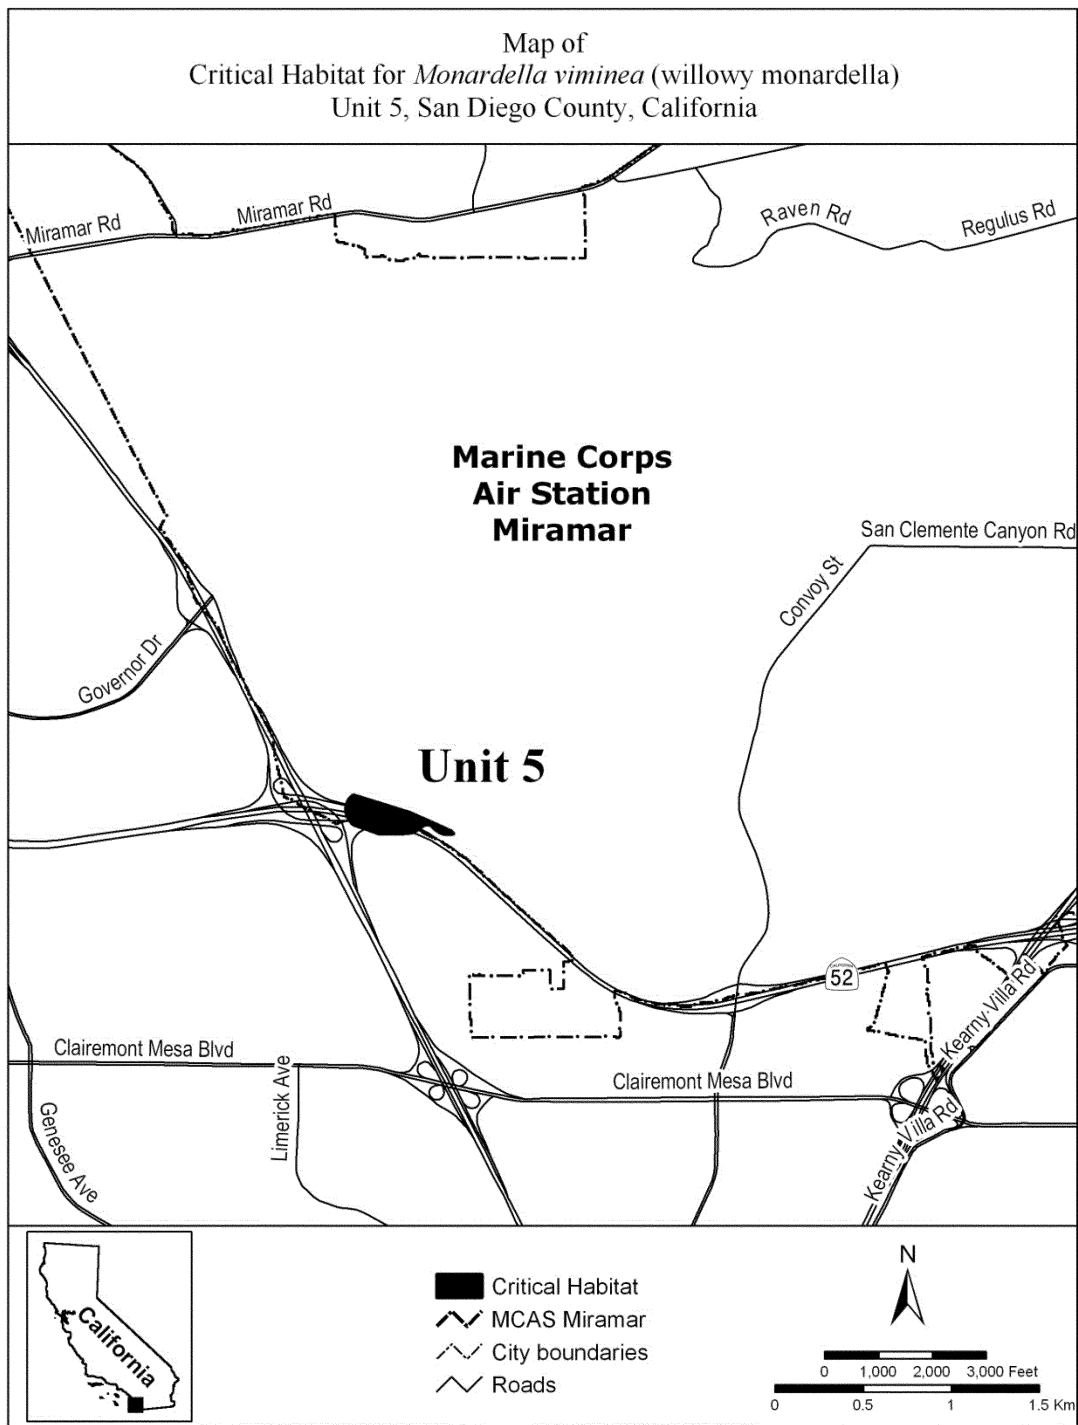 Map of
Critical Habitat for Monardella viminea (willowy monardella)
Unit 5, San Diego County, California
Miramar Rd
Miramar Rd
Raven Rd
Regulus Rd
Marine Corps
Air Station
Miramar
San Clemente Canyon Rd
Convoy St
Governor Dr
Unit 5
CALIFORNIA
52
Kearny Villa Rd
Clairemont Mesa Blvd
Clairemont Mesa Blvd
Limerick Ave
Genesee Ave
Kearny Villa Rd
California
Critical Habitat
MCAS Miramar
City boundaries
Roads
N
0 1,000 2,000 3,000 Feet
0 0.5 1 1.5 Km